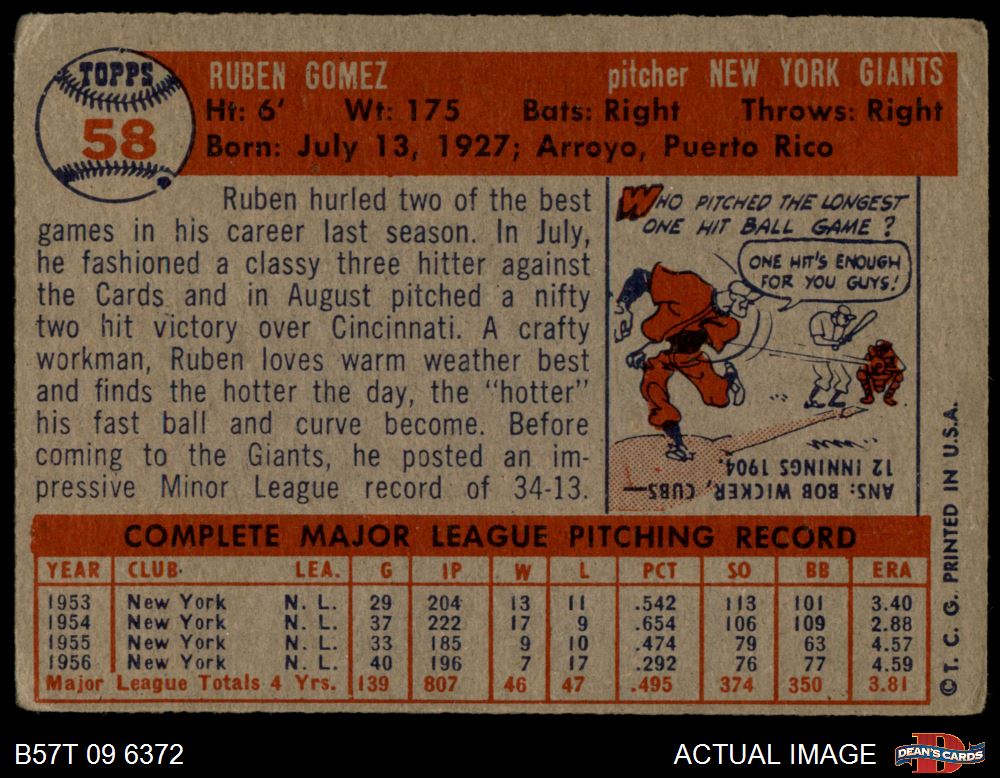 TOPPS
58
RUBEN GOMEZ pitcher NEW YORK GIANTS
Ht: 6' Wt: 175 Bats: Right Throws: Right
Born: July 13, 1927; Arroyo, Puerto Rico
Ruben hurled two of the best
games in his career last season. In July,
he fashioned a classy three hitter against
the Cards and in August pitched a nifty
two hit victory over Cincinnati. A crafty
workman, Ruben loves warm weather best
and finds the hotter the day, the "hotter"
his fast ball and curve become. Before
coming to the Giants, he posted an im-
pressive Minor League record of 34-13.
WHO PITCHED THE LONGEST
ONE HIT BALL GAME?
ONE HIT'S ENOUGH
FOR YOU GUYS!
ANS: BOB WICKER, CUBS—
12 INNINGS 1904.
COMPLETE MAJOR LEAGUE PITCHING RECORD
YEAR CLUB LEA. G IP W L PCT SO BB ERA
1953 New York N. L. 29 204 13 11 .542 113 101 3.40
1954 New York N. L. 37 222 17 9 .654 106 109 2.88
1955 New York N. L. 33 185 9 10 .474 79 63 4.57
1956 New York N. L. 40 196 7 17 .292 76 77 4.59
Major League Totals 4 Yrs. 139 807 46 47 .495 374 350 3.81
© T. C. G. PRINTED IN U.S.A.
B57T 09 6372 ACTUAL IMAGE
DEAN'S CARDS